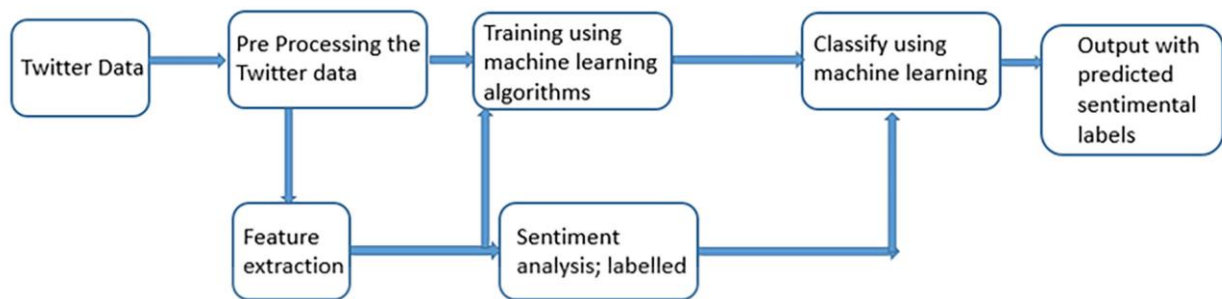 Twitter Data
Pre Processing the
Twitter data
Training using
machine learning
algorithms
Classify using
machine learning
Output with
predicted
sentimental
labels
Feature
extraction
Sentiment
analysis; labelled